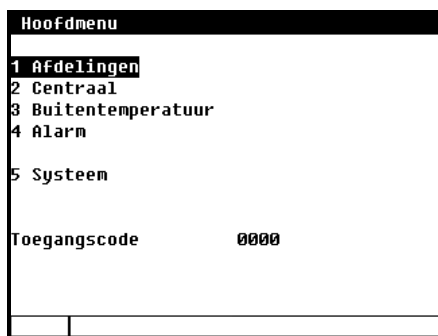 Hoofdmenu
1 Afdelingen
2 Centraal
3 Buitentemperatuur
4 Alarm
5 Systeem
Toegangscode 0000